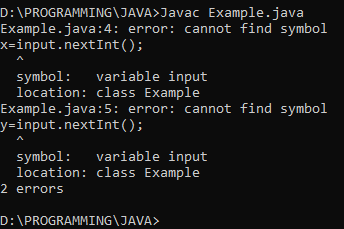 D:\PROGRAMMING\JAVA>Javac Example.java
Example.java:4: error: cannot find symbol
x=input.nextInt();
  ^
  symbol:   variable input
  location: class Example
Example.java:5: error: cannot find symbol
y=input.nextInt();
  ^
  symbol:   variable input
  location: class Example
2 errors

D:\PROGRAMMING\JAVA>